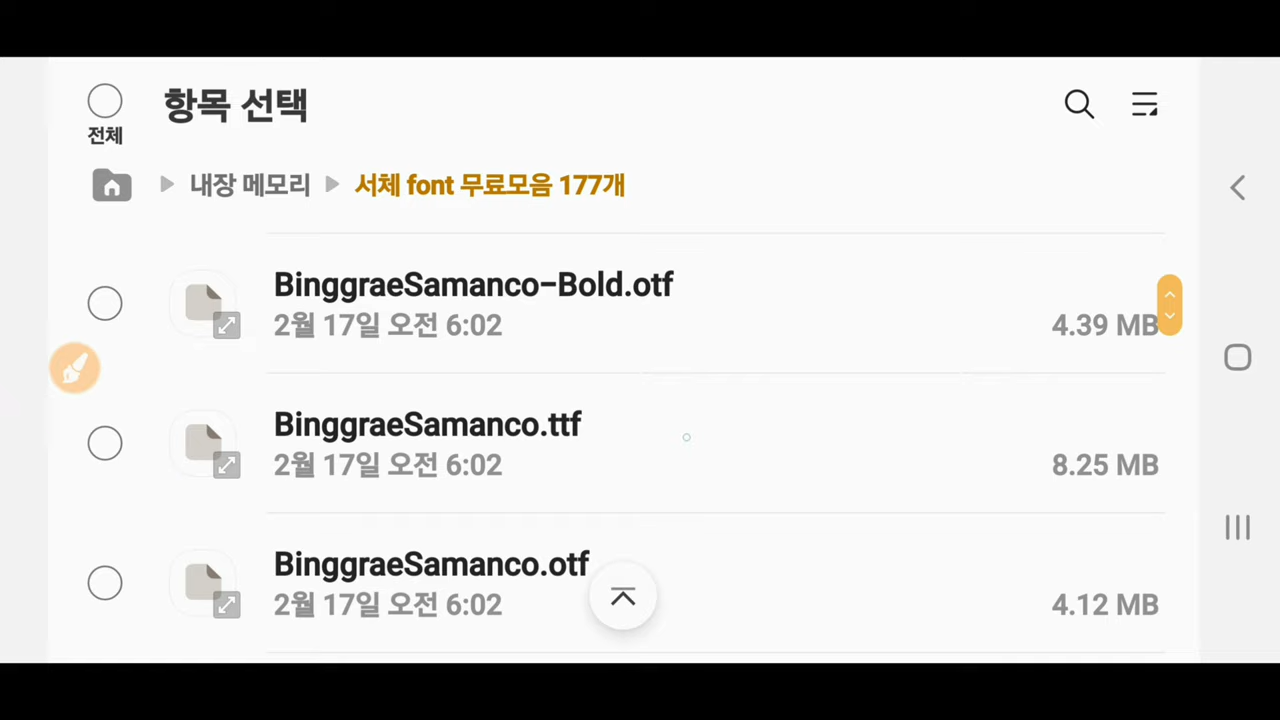 항목 선택
전체
내장 메모리 서체 font 무료모음 177개
BinggraeSamanco-Bold.otf
2월 17일 오전 6:02 4.39 MB
BinggraeSamanco.ttf
2월 17일 오전 6:02 8.25 MB
BinggraeSamanco.otf
2월 17일 오전 6:02 4.12 MB